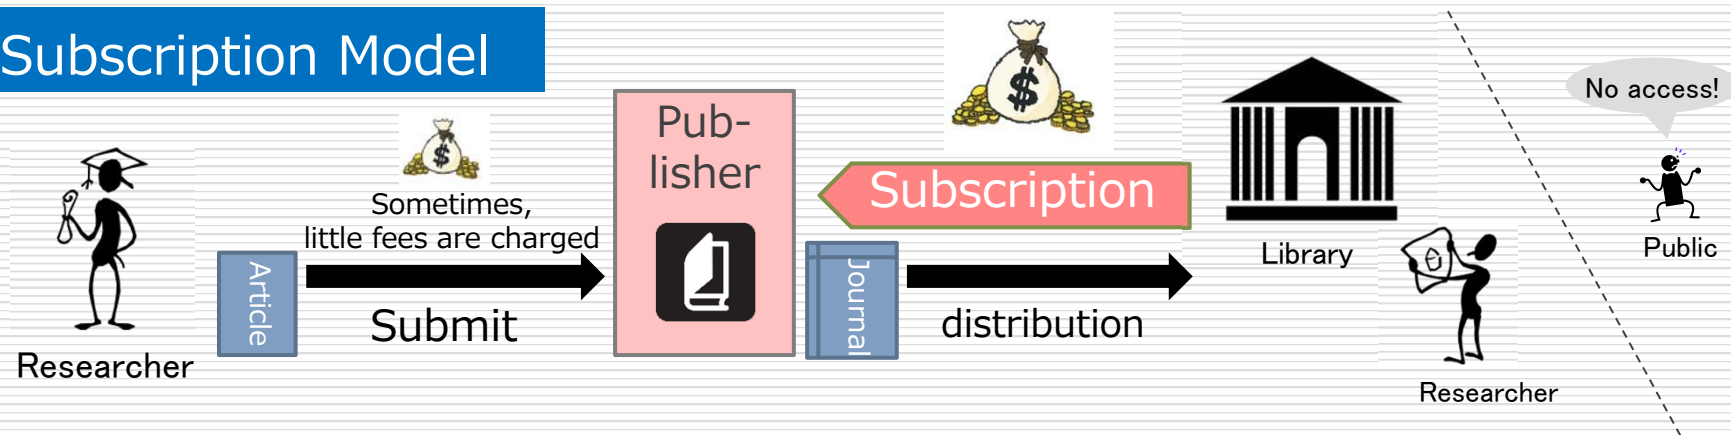 Subscription Model
No access!
Pub-
lisher
$
$
Subscription
Sometimes,
little fees are charged
Article
Submit
Journal
distribution
Library
Public
Researcher
Researcher